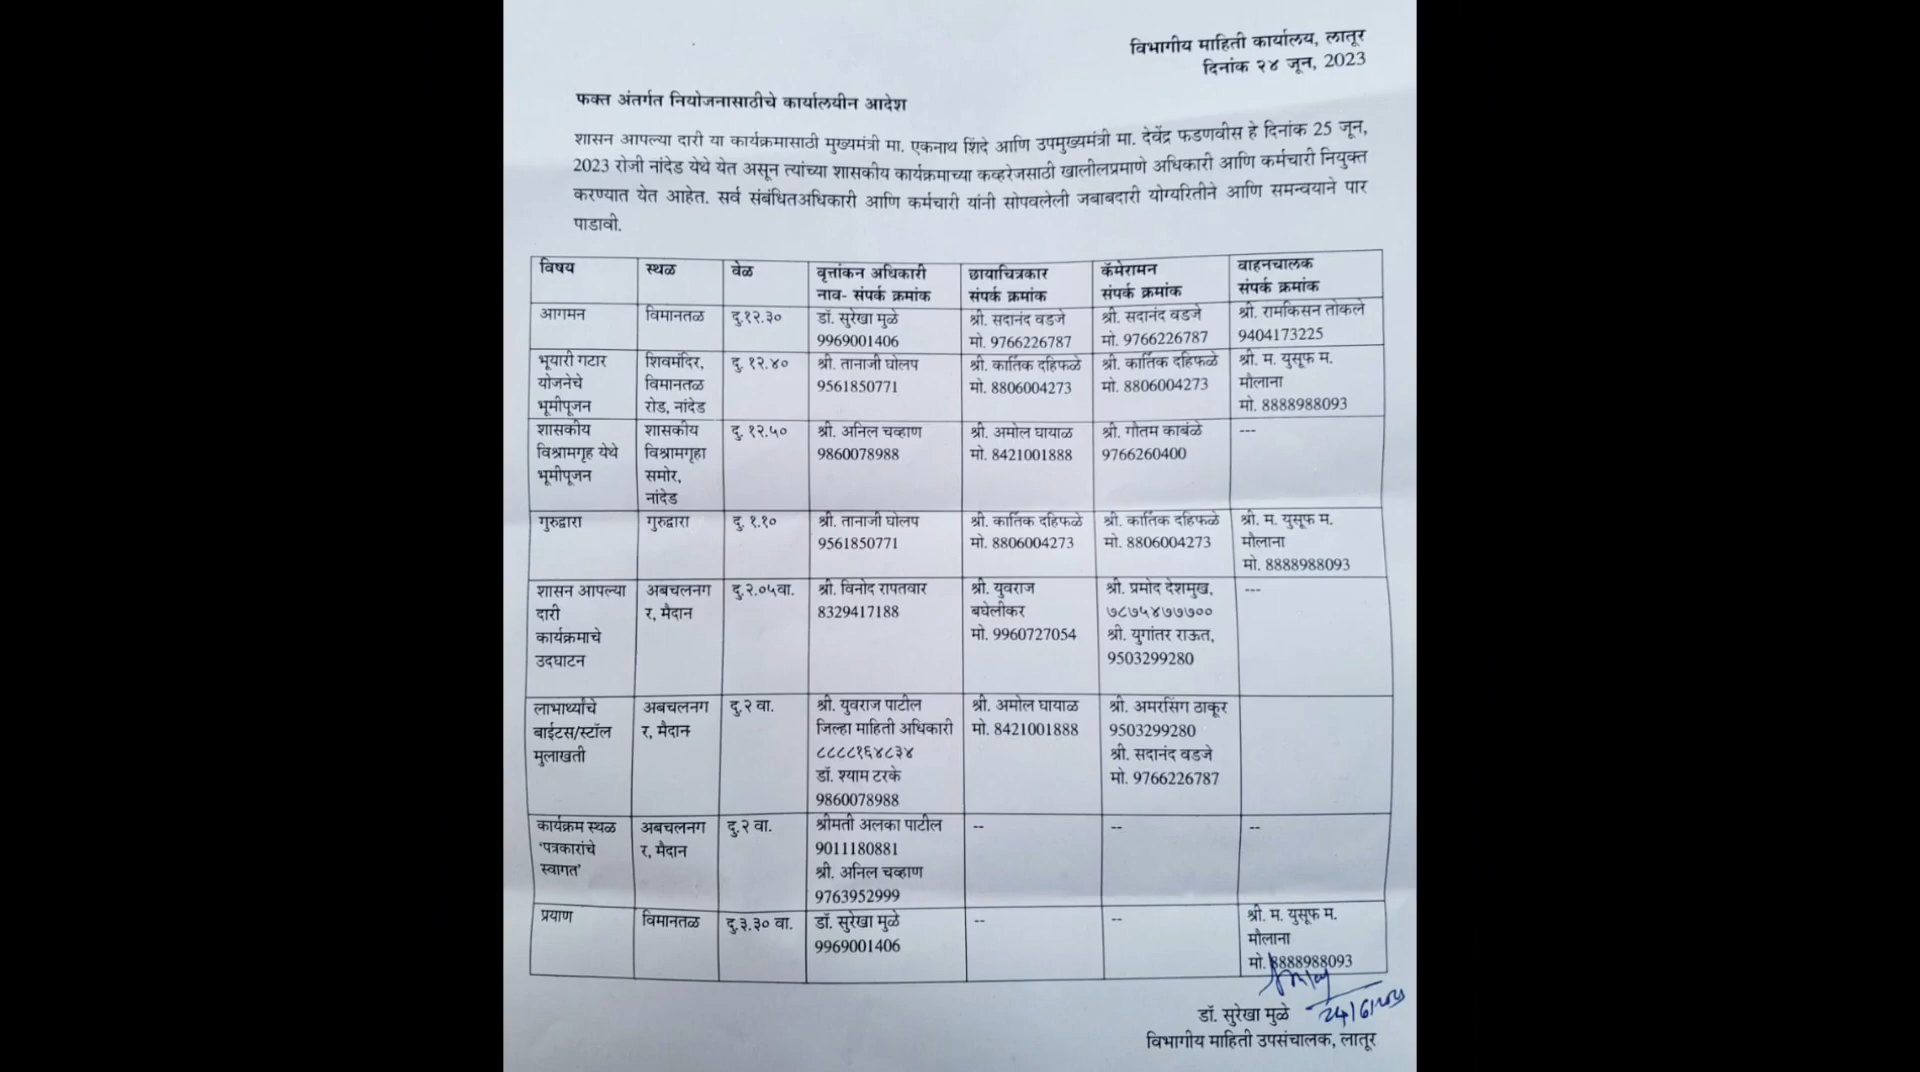 विभागीय माहिती कार्यालय, लातूर
दिनांक २४ जून, 2023
फक्त अंतर्गत नियोजनासाठीचे कार्यालयीन आदेश
शासन आपल्या दारी या कार्यक्रमासाठी मुख्यमंत्री मा. एकनाथ शिंदे आणि उपमुख्यमंत्री मा. देवेंद्र फडणवीस हे दिनांक 25 जून,
2023 रोजी नांदेड येथे येत असून त्यांच्या शासकीय कार्यक्रमाच्या कव्हरेजसाठी खालीलप्रमाणे अधिकारी आणि कर्मचारी नियुक्त
करण्यात येत आहेत. सर्व संबंधितअधिकारी आणि कर्मचारी यांनी सोपवलेली जबाबदारी योग्यरितीने आणि समन्वयाने पार
पाडावी.
विषय स्थळ वेळ वृत्तांकन अधिकारी छायाचित्रकार कॅमेरामन वाहनचालक
नाव- संपर्क क्रमांक संपर्क क्रमांक संपर्क क्रमांक संपर्क क्रमांक
आगमन विमानतळ दु.१२.३० डॉ. सुरेखा मुळे श्री. सदानंद वडजे श्री. सदानंद वडजे श्री. रामकिसन तोकले
9969001406 मो. 9766226787 मो. 9766226787 9404173225
भूयारी गटार शिवमंदिर, दु. १२.४० श्री. तानाजी घोलप श्री. कार्तिक दहिफळे श्री. कार्तिक दहिफळे श्री. म. युसूफ म.
योजनेचे विमानतळ 9561850771 मो. 8806004273 मो. 8806004273 मौलाना
भूमीपूजन रोड, नांदेड मो. 8888988093
शासकीय शासकीय दु. १२.५० श्री. अनिल चव्हाण श्री. अमोल घायाळ श्री. गौतम काबंळे ---
विश्रामगृह येथे विश्रामगृहा 9860078988 मो. 8421001888 9766260400
भूमीपूजन समोर,
नांदेड
गुरुद्वारा गुरुद्वारा दु. १.१० श्री. तानाजी घोलप श्री. कार्तिक दहिफळे श्री. कार्तिक दहिफळे श्री. म. युसूफ म.
9561850771 मो. 8806004273 मो. 8806004273 मौलाना
मो. 8888988093
शासन आपल्या अबचलनग दु.२.०५वा. श्री. विनोद रापतवार श्री. युवराज श्री. प्रमोद देशमुख, ---
दारी र, मैदान 8329417188 बघेलीकर ७८७५४७७७००
कार्यक्रमाचे मो. 9960727054 श्री. युगांतर राऊत,
उदघाटन 9503299280
लाभार्थ्यांचे अबचलनग दु.२ वा. श्री. युवराज पाटील श्री. अमोल घायाळ श्री. अमरसिंग ठाकूर
बाईटस/स्टॉल र, मैदान जिल्हा माहिती अधिकारी मो. 8421001888 9503299280
मुलाखती ८८८८१६४८३४ श्री. सदानंद वडजे
डॉ. श्याम टरके मो. 9766226787
9860078988
कार्यक्रम स्थळ अबचलनग दु.२ वा. श्रीमती अलका पाटील -- -- --
‘पत्रकारांचे र, मैदान 9011180881
स्वागत’ श्री. अनिल चव्हाण
9763952999
प्रयाण विमानतळ दु.३.३० वा. डॉ. सुरेखा मुळे -- -- श्री. म. युसूफ म.
9969001406 मौलाना
मो. 8888988093
डॉ. सुरेखा मुळे
विभागीय माहिती उपसंचालक, लातूर